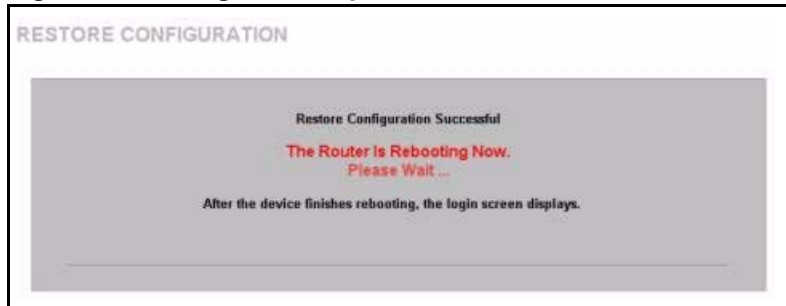 RESTORE CONFIGURATION
Restore Configuration Successful
The Router Is Rebooting Now.
Please Wait ...
After the device finishes rebooting, the login screen displays.